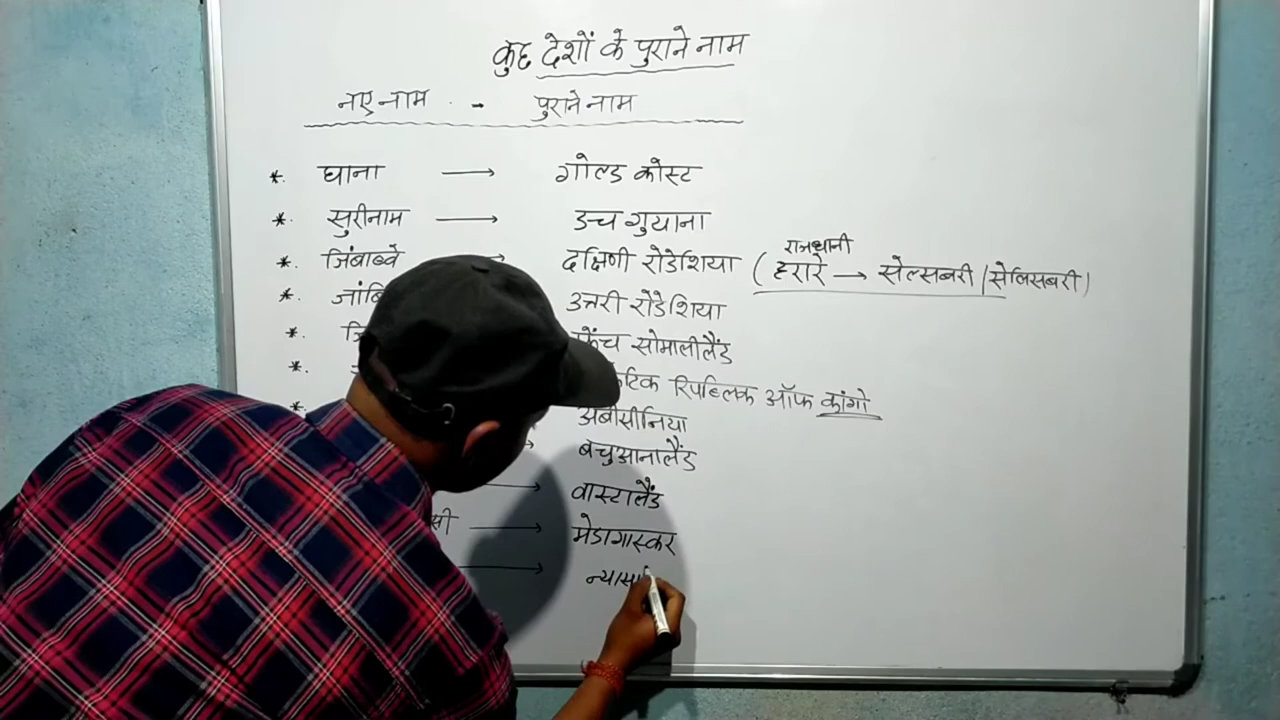 कुछ देशों के पुराने नाम
नए नाम - पुराने नाम
*. घाना → गोल्ड कोस्ट
*. सुरीनाम → डच गुयाना
*. जिंबाब्वे → दक्षिणी रोडेशिया (राजधानी हरारे → सेल्सबरी/सेलिसबरी)
*. उत्तरी रोडेशिया
*. फ्रेंच सोमालीलैंड
*. रिपब्लिक ऑफ कांगो
*. अबीसीनिया
→ बचुआनालैंड
→ वास्टालैंड
→ मेडागास्कर
→